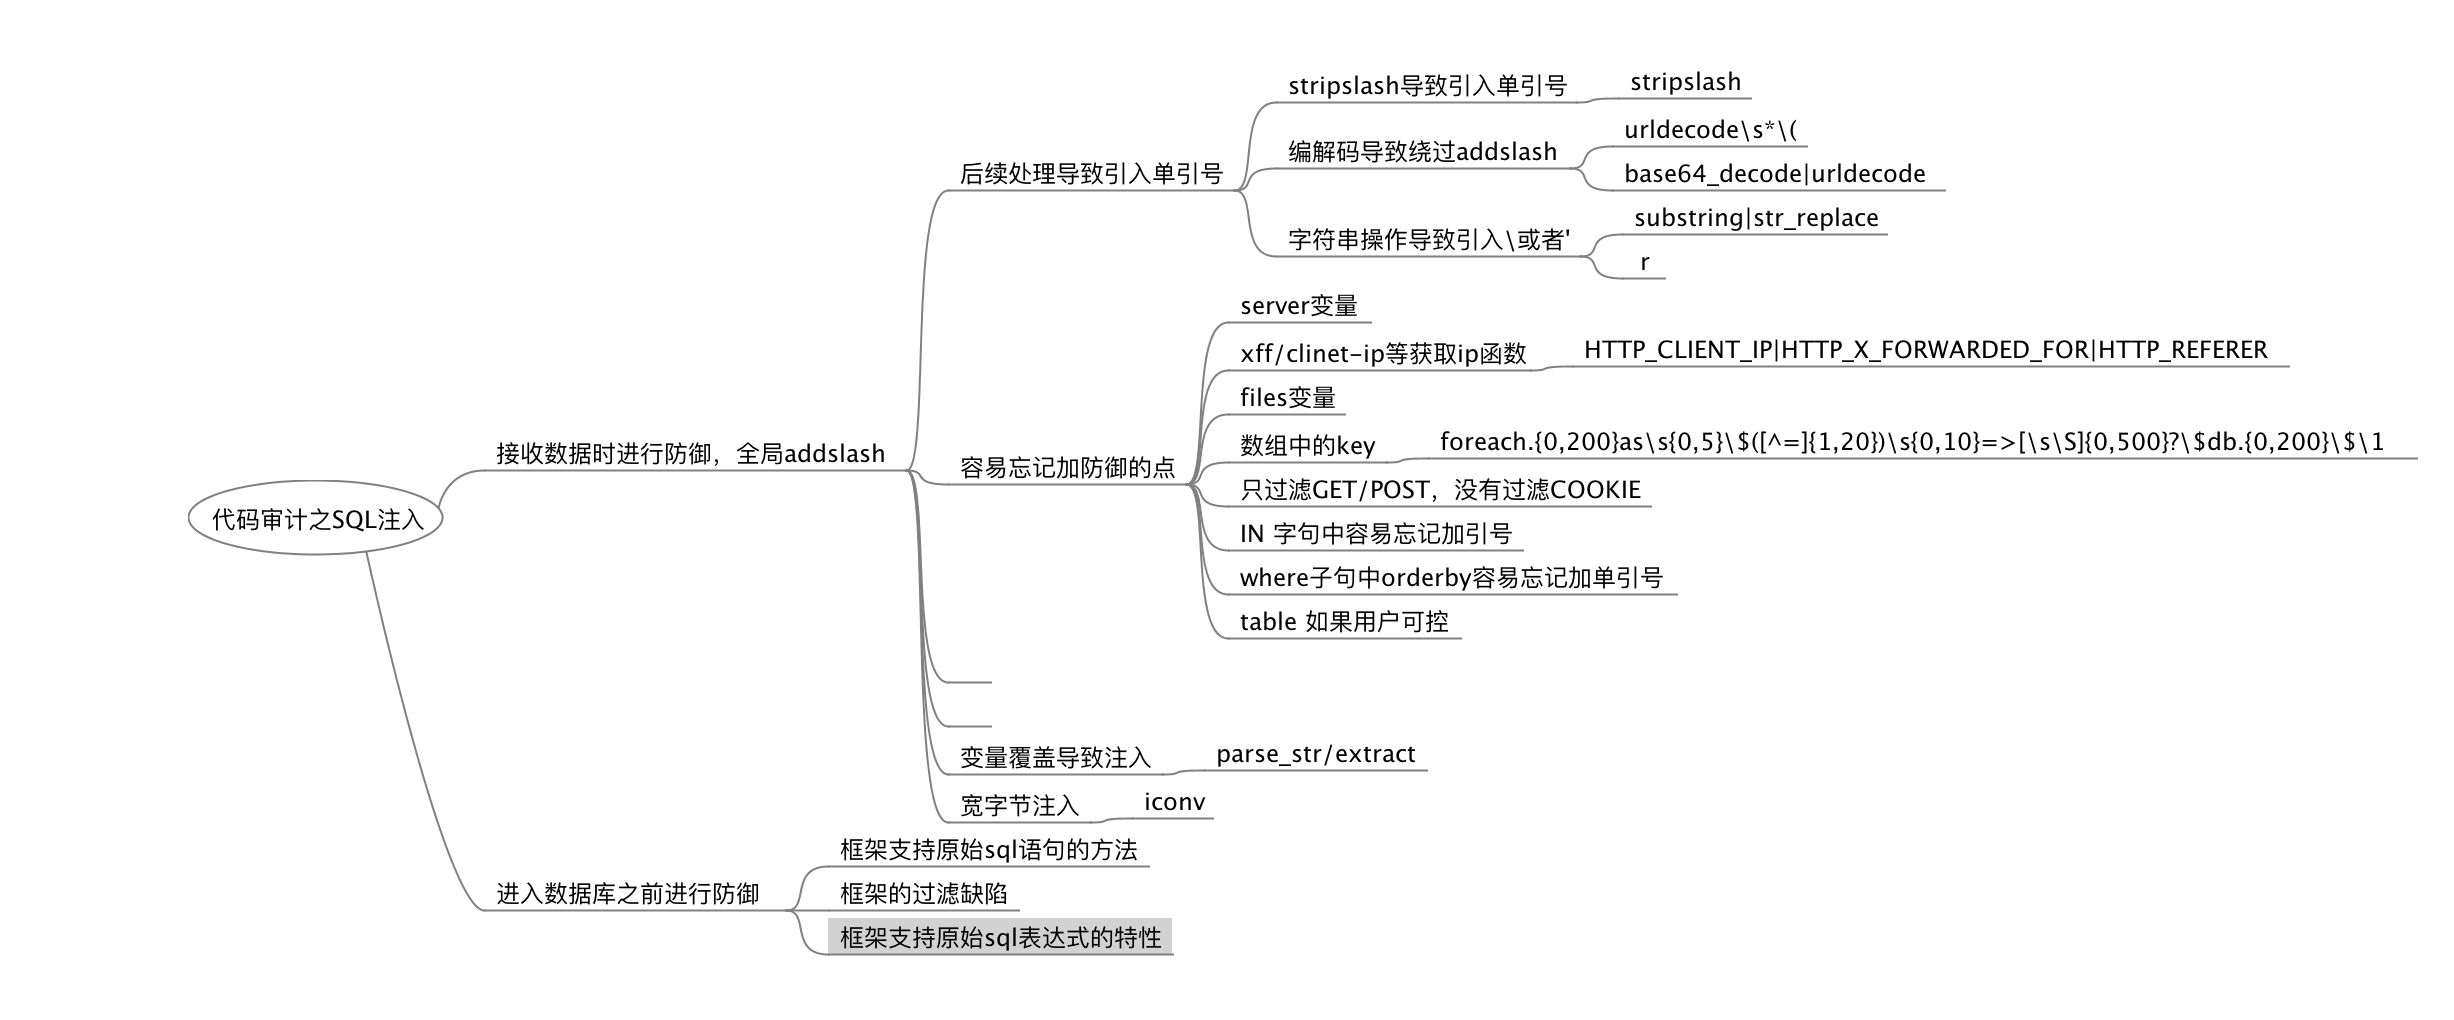 代码审计之SQL注入
接收数据时进行防御，全局addslash
后续处理导致引入单引号
stripslash导致引入单引号
stripslash
编解码导致绕过addslash
urldecode\s*\(
base64_decode|urldecode
字符串操作导致引入\或者'
substring|str_replace
r
容易忘记加防御的点
server变量
xff/clinet-ip等获取ip函数
HTTP_CLIENT_IP|HTTP_X_FORWARDED_FOR|HTTP_REFERER
files变量
数组中的key
foreach.{0,200}as\s{0,5}\$([^=]{1,20})\s{0,10}=>[\s\S]{0,500}?\$db.{0,200}\$\1
只过滤GET/POST，没有过滤COOKIE
IN 字句中容易忘记加引号
where子句中orderby容易忘记加单引号
table 如果用户可控
变量覆盖导致注入
parse_str/extract
宽字节注入
iconv
进入数据库之前进行防御
框架支持原始sql语句的方法
框架的过滤缺陷
框架支持原始sql表达式的特性